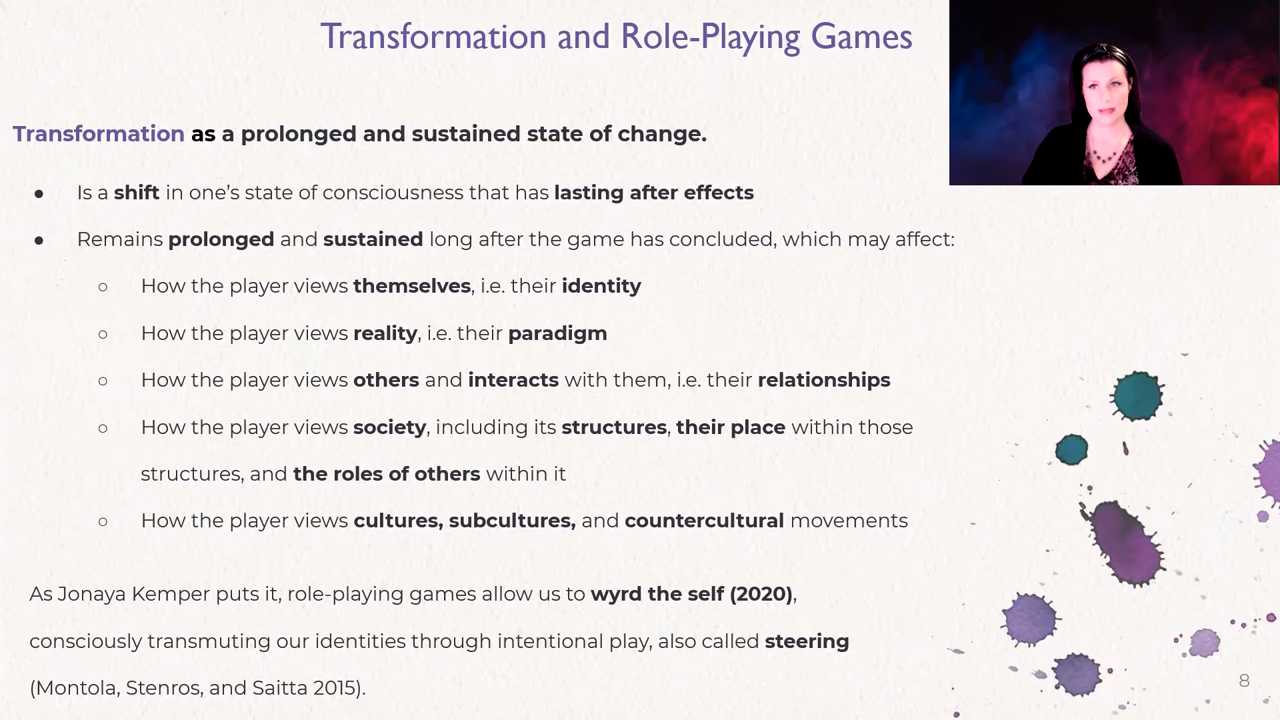 Transformation and Role-Playing Games
Transformation as a prolonged and sustained state of change.
● Is a shift in one's state of consciousness that has lasting after effects
● Remains prolonged and sustained long after the game has concluded, which may affect:
○ How the player views themselves, i.e. their identity
○ How the player views reality, i.e. their paradigm
○ How the player views others and interacts with them, i.e. their relationships
○ How the player views society, including its structures, their place within those
structures, and the roles of others within it
○ How the player views cultures, subcultures, and countercultural movements
As Jonaya Kemper puts it, role-playing games allow us to wyrd the self (2020),
consciously transmuting our identities through intentional play, also called steering
(Montola, Stenros, and Saitta 2015).
8